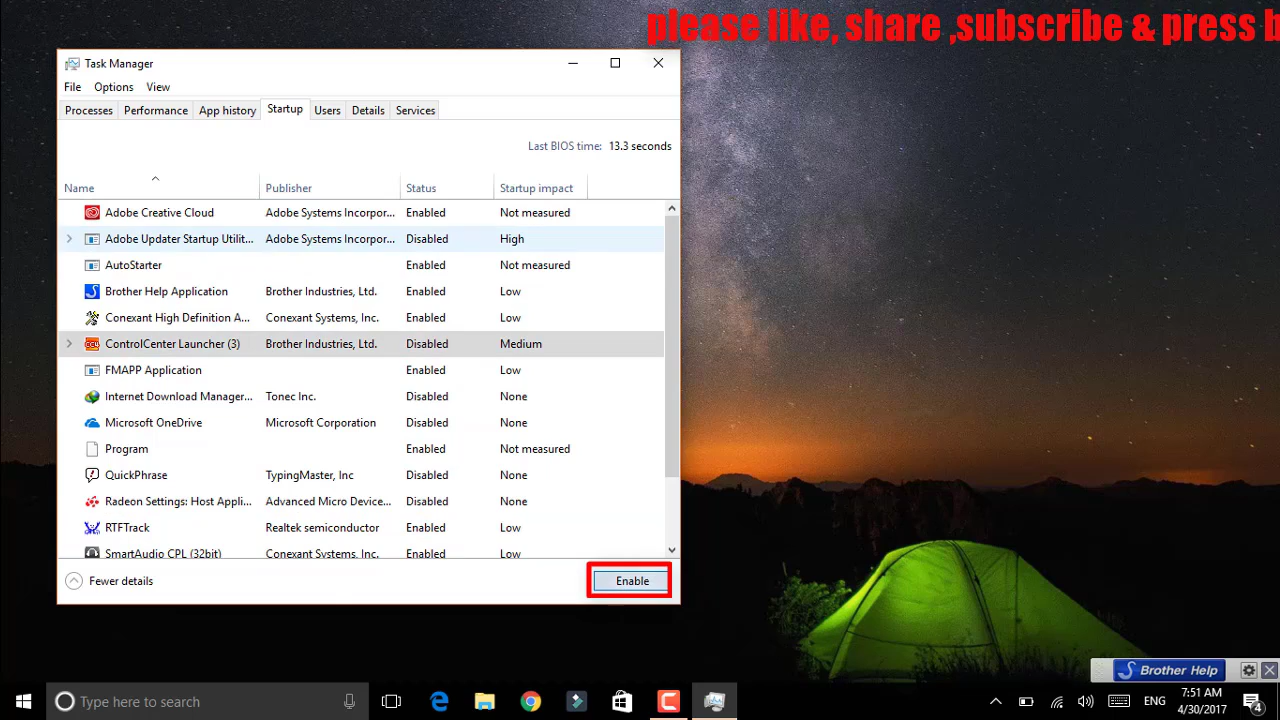 please like, share ,subscribe & press b
Task Manager
File Options View
Processes Performance App history Startup Users Details Services
Last BIOS time: 13.3 seconds
Name Publisher Status Startup impact
Adobe Creative Cloud Adobe Systems Incorpor... Enabled Not measured
Adobe Updater Startup Utilit... Adobe Systems Incorpor... Disabled High
AutoStarter Enabled Not measured
Brother Help Application Brother Industries, Ltd. Enabled Low
Conexant High Definition A... Conexant Systems, Inc. Enabled Low
ControlCenter Launcher (3) Brother Industries, Ltd. Disabled Medium
FMAPP Application Enabled Low
Internet Download Manager... Tonec Inc. Disabled None
Microsoft OneDrive Microsoft Corporation Disabled None
Program Enabled Not measured
QuickPhrase TypingMaster, Inc Disabled None
Radeon Settings: Host Appli... Advanced Micro Device... Disabled None
RTFTrack Realtek semiconductor Enabled Low
SmartAudio CPL (32bit) Conexant Systems, Inc. Enabled Low
Fewer details Enable
Brother Help
Type here to search ENG 7:51 AM
4/30/2017 4